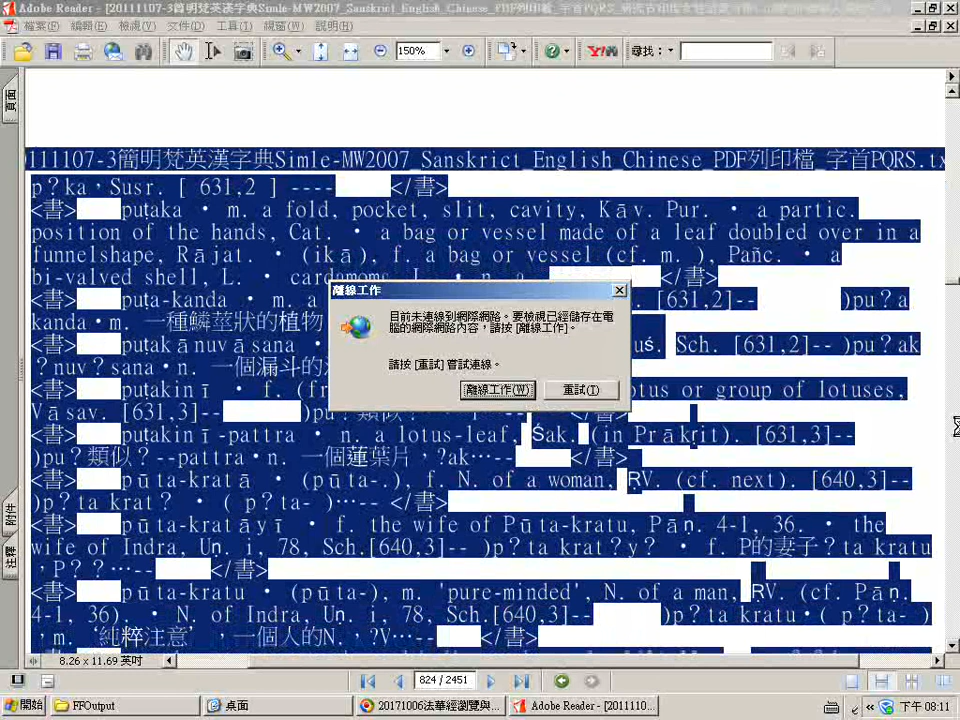 Adobe Reader - [20111107-3簡明梵英漢字典Simle-MW2007_Sanskrict_English_Chinese_PDF列印檔_字首PQRS
檔案(F) 編輯(E) 檢視(V) 文件(D) 工具(T) 視窗(W) 說明(H)
150% 尋找:
頁面
111107-3簡明梵英漢字典Simle-MW2007_Sanskrict_English_Chinese_PDF列印檔_字首PQRS.tx
p?ka,Susr. [ 631,2 ] ---- </書>
<書> puṭaka • m. a fold, pocket, slit, cavity, Kāv. Pur. • a partic.
position of the hands, Cat. • a bag or vessel made of a leaf doubled over in a
funnelshape, Rājat. • (ikā), f. a bag or vessel (cf. m. ), Pañc. • a
bi-valved shell, L. • cardamoms, L. • n. a </書>
<書> puṭa-kanda • m. a [631,2]-- )pu?a
kanda•m. 一種鱗莖狀的植物
<書> puṭakānuvāsana • uś. Sch. [631,2]-- )pu?ak
?nuv?sana•n. 一個漏斗的
<書> puṭakinī • f. (fr otus or group of lotuses,
Vāsav. [631,3]-- )pu?類似? </書>
<書> puṭakinī-pattra • n. a lotus-leaf, Śak. (in Prākṛit). [631,3]--
)pu?類似?--pattra•n. 一個蓮葉片,?ak…-- </書>
<書> pūta-kratā • (pūta-.), f. N. of a woman, RV. (cf. next). [640,3]--
)p?ta krat? • ( p?ta- )…-- </書>
<書> pūta-kratāyī • f. the wife of Pūta-kratu, Pāṇ. 4-1, 36. • the
wife of Indra, Uṇ. i, 78, Sch.[640,3]-- )p?ta krat?y? • f. P的妻子?ta kratu
,P??…-- </書>
<書> pūta-kratu • (pūta-), m. 'pure-minded', N. of a man, RV. (cf. Pāṇ.
4-1, 36). • N. of Indra, Uṇ. i, 78, Sch.[640,3]-- )p?ta kratu•( p?ta- )
,m. ‘純粹注意’,一個人的N.,?V…-- </書>
離線工作
目前未連線到網際網路。要檢視已經儲存在電
腦的網際網路內容,請按 [離線工作]。
請按 [重試] 嘗試連線。
離線工作(W) 重試(T)
附件
注釋
8.26 x 11.69 英吋
824 / 2451
開始 FFOutput 桌面 20171006法華經瀏覽與... Adobe Reader - [2011110... 下午 08:11